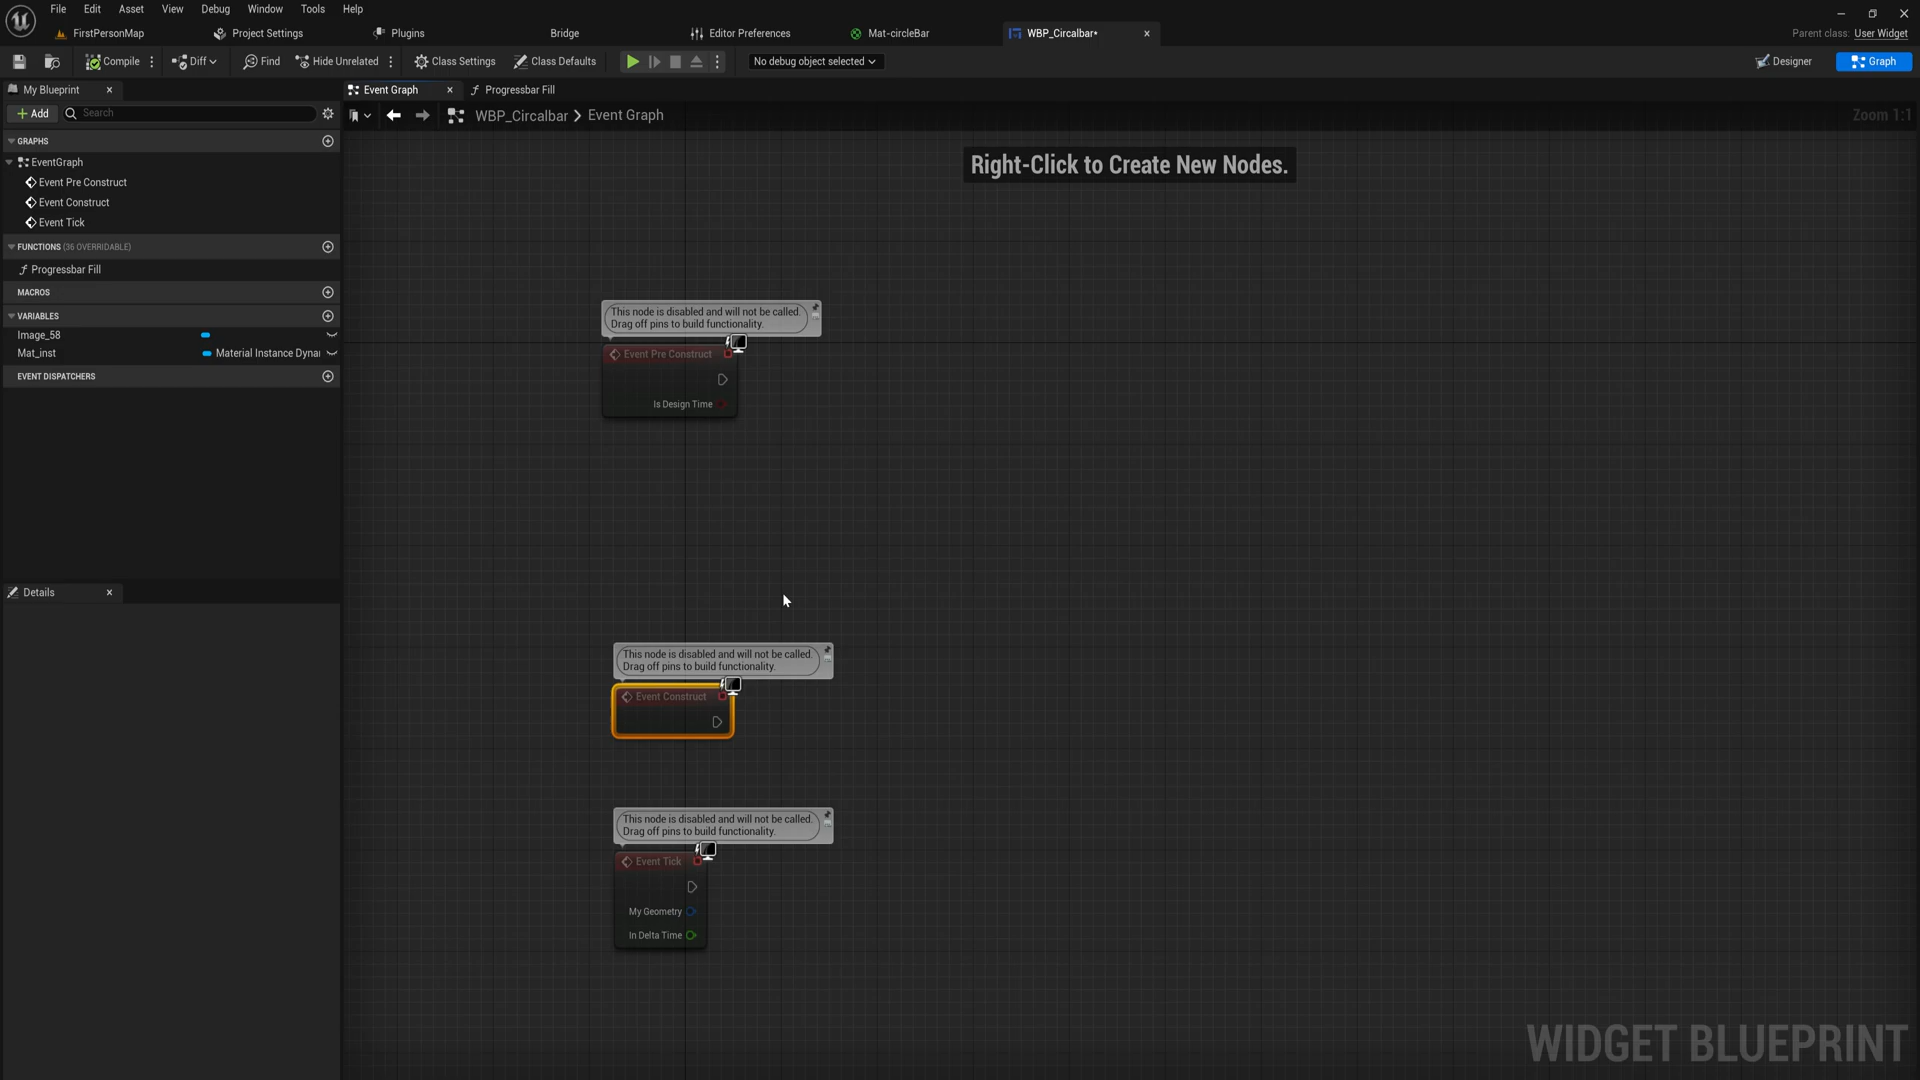 File Edit Asset View Debug Window Tools Help
FirstPersonMap Project Settings Plugins Bridge Editor Preferences Mat-circleBar WBP_Circalbar* Parent class: User Widget
Compile Diff Find Hide Unrelated Class Settings Class Defaults No debug object selected Designer Graph
My Blueprint Event Graph Progressbar Fill
Add Search WBP_Circalbar > Event Graph Zoom 1:1
GRAPHS
EventGraph
Event Pre Construct
Event Construct
Event Tick
FUNCTIONS (36 OVERRIDABLE)
Progressbar Fill
MACROS
VARIABLES
Image_58
Mat_inst Material Instance Dynar
EVENT DISPATCHERS
Details
Right-Click to Create New Nodes.
This node is disabled and will not be called.
Drag off pins to build functionality.
Event Pre Construct
Is Design Time
This node is disabled and will not be called.
Drag off pins to build functionality.
Event Construct
This node is disabled and will not be called.
Drag off pins to build functionality.
Event Tick
My Geometry
In Delta Time
WIDGET BLUEPRINT